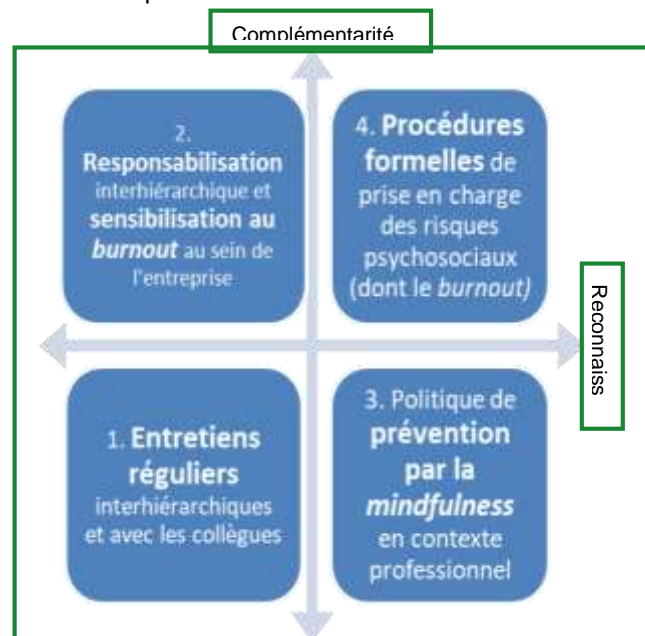 Complémentarité
2.
Responsabilisation
interhiérarchique et
sensibilisation au
burnout au sein de
l'entreprise
4. Procédures
formelles de
prise en charge
des risques
psychosociaux
(dont le burnout)
Reconnaiss
1. Entretiens
réguliers
interhiérarchiques
et avec les collègues
3. Politique de
prévention
par la
mindfulness
en contexte
professionnel